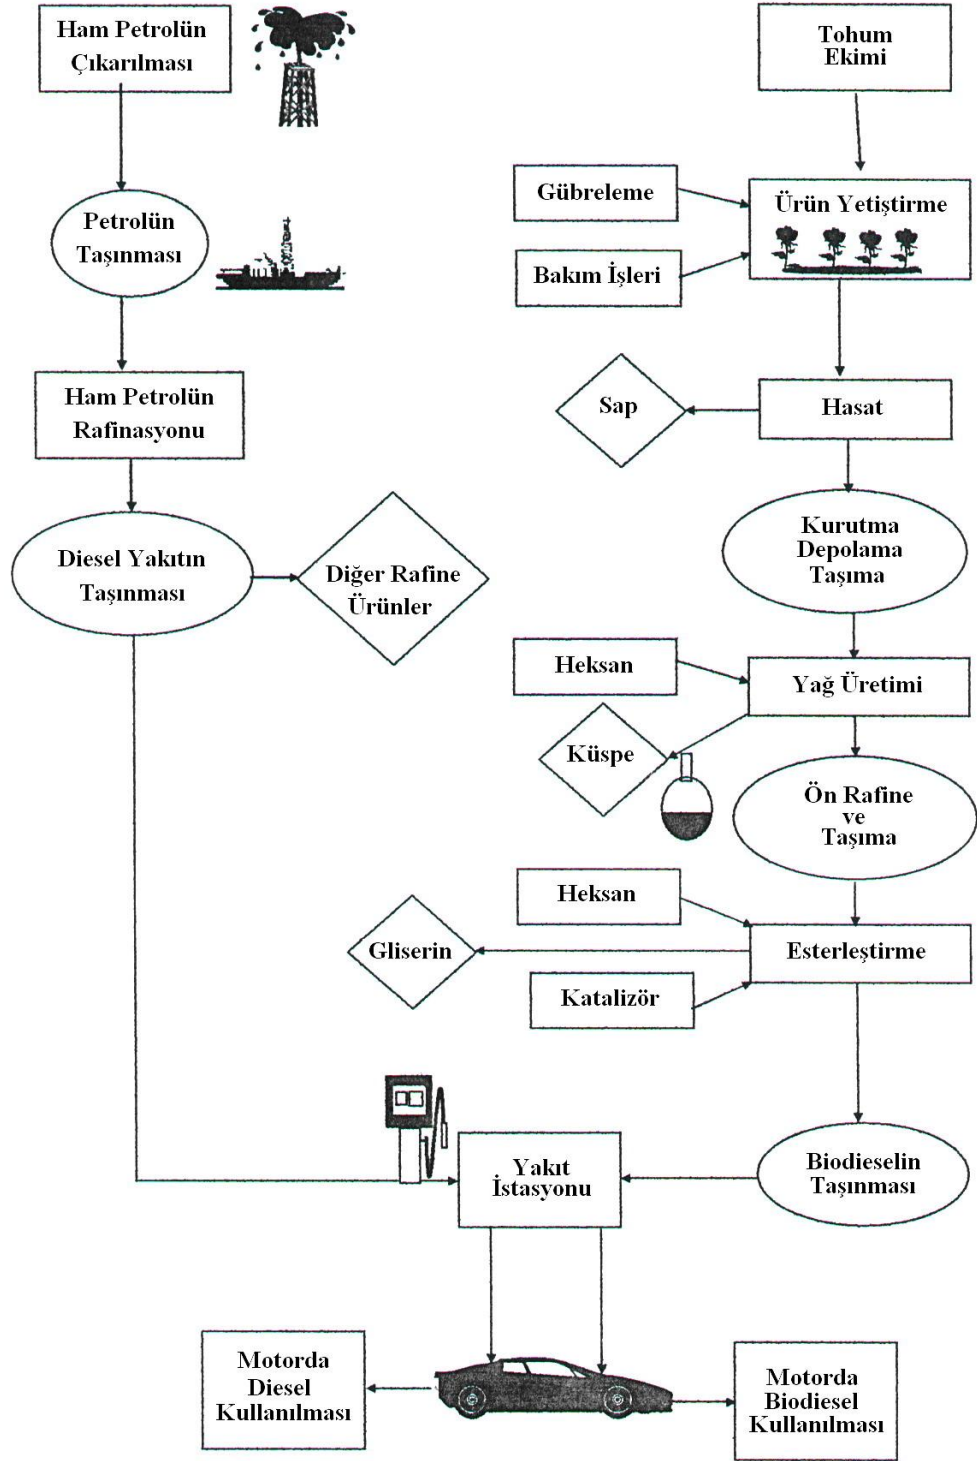 Ham Petrolün
Çıkarılması
Petrolün
Taşınması
Ham Petrolün
Rafinasyonu
Diesel Yakıtın
Taşınması
Diğer Rafine
Ürünler
Tohum
Ekimi
Gübreleme
Ürün Yetiştirme
Bakım İşleri
Sap
Hasat
Kurutma
Depolama
Taşıma
Heksan
Yağ Üretimi
Küspe
Ön Rafine
ve
Taşıma
Heksan
Gliserin
Esterleştirme
Katalizör
Biodieselin
Taşınması
Yakıt
İstasyonu
Motorda
Diesel
Kullanılması
Motorda
Biodiesel
Kullanılması